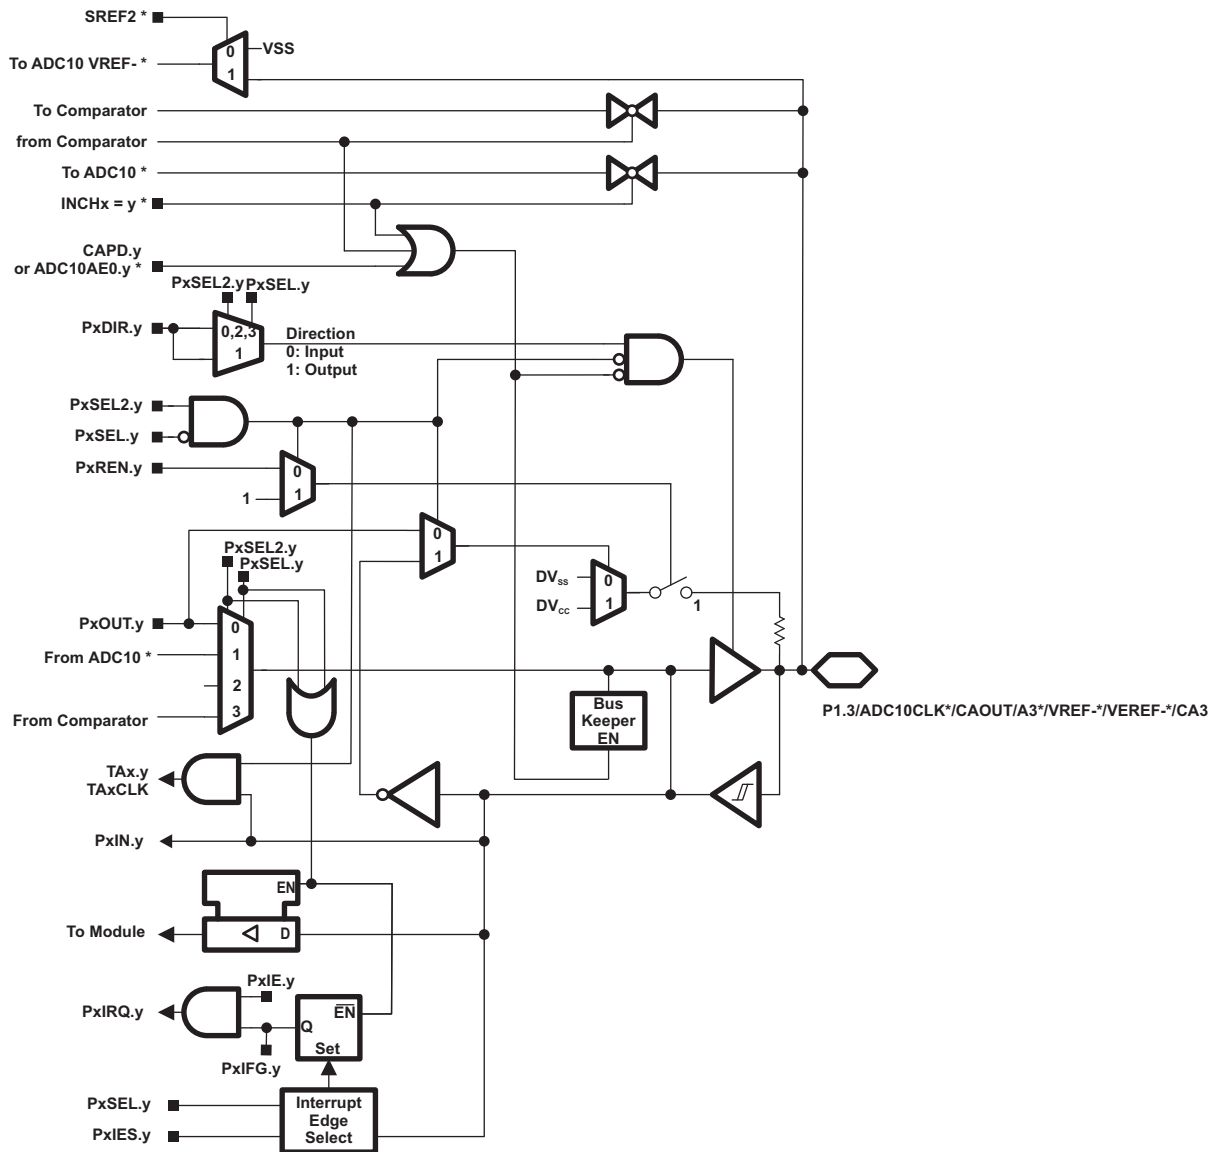 SREF2 *
0
VSS
To ADC10 VREF- *
1
To Comparator
from Comparator
To ADC10 *
INCHx = y *
CAPD.y
or ADC10AE0.y *
PxSEL2.y PxSEL.y
PxDIR.y
0,2,3
1
Direction
0: Input
1: Output
PxSEL2.y
PxSEL.y
PxREN.y
0
1
1
0
1
PxSEL2.y
PxSEL.y
DVSS
0
DVCC
1
1
PxOUT.y
0
From ADC10 *
1
2
From Comparator
3
Bus
Keeper
EN
P1.3/ADC10CLK*/CAOUT/A3*/VREF-*/VEREF-*/CA3
TAx.y
TAxCLK
PxIN.y
EN
To Module
D
PxIE.y
PxIRQ.y
EN
Q
Set
PxIFG.y
PxSEL.y
PxIES.y
Interrupt
Edge
Select